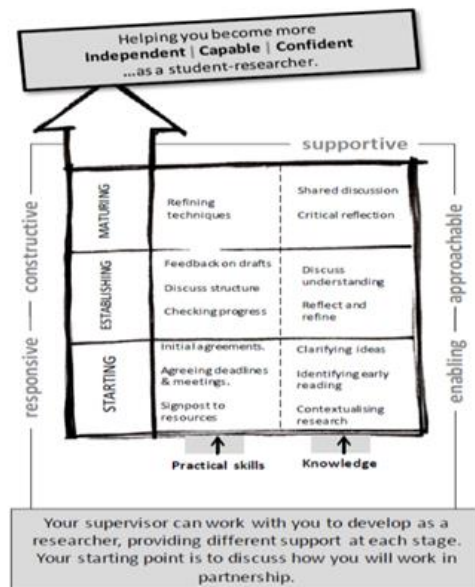 Helping you become more
Independent | Capable | Confident
...as a student-researcher.
supportive
responsive
constructive
MATURING
Refining
techniques
Shared discussion
Critical reflection
ESTABLISHING
Feedback on drafts
Discuss structure
Checking progress
Discuss
understanding
Reflect and
refine
STARTING
Initial agreements.
Agreeing deadlines
& meetings.
Signpost to
resources
Clarifying ideas
Identifying early
reading
Contextualising
research
approachable
enabling
Practical skills
Knowledge
Your supervisor can work with you to develop as a
researcher, providing different support at each stage.
Your starting point is to discuss how you will work in
partnership.